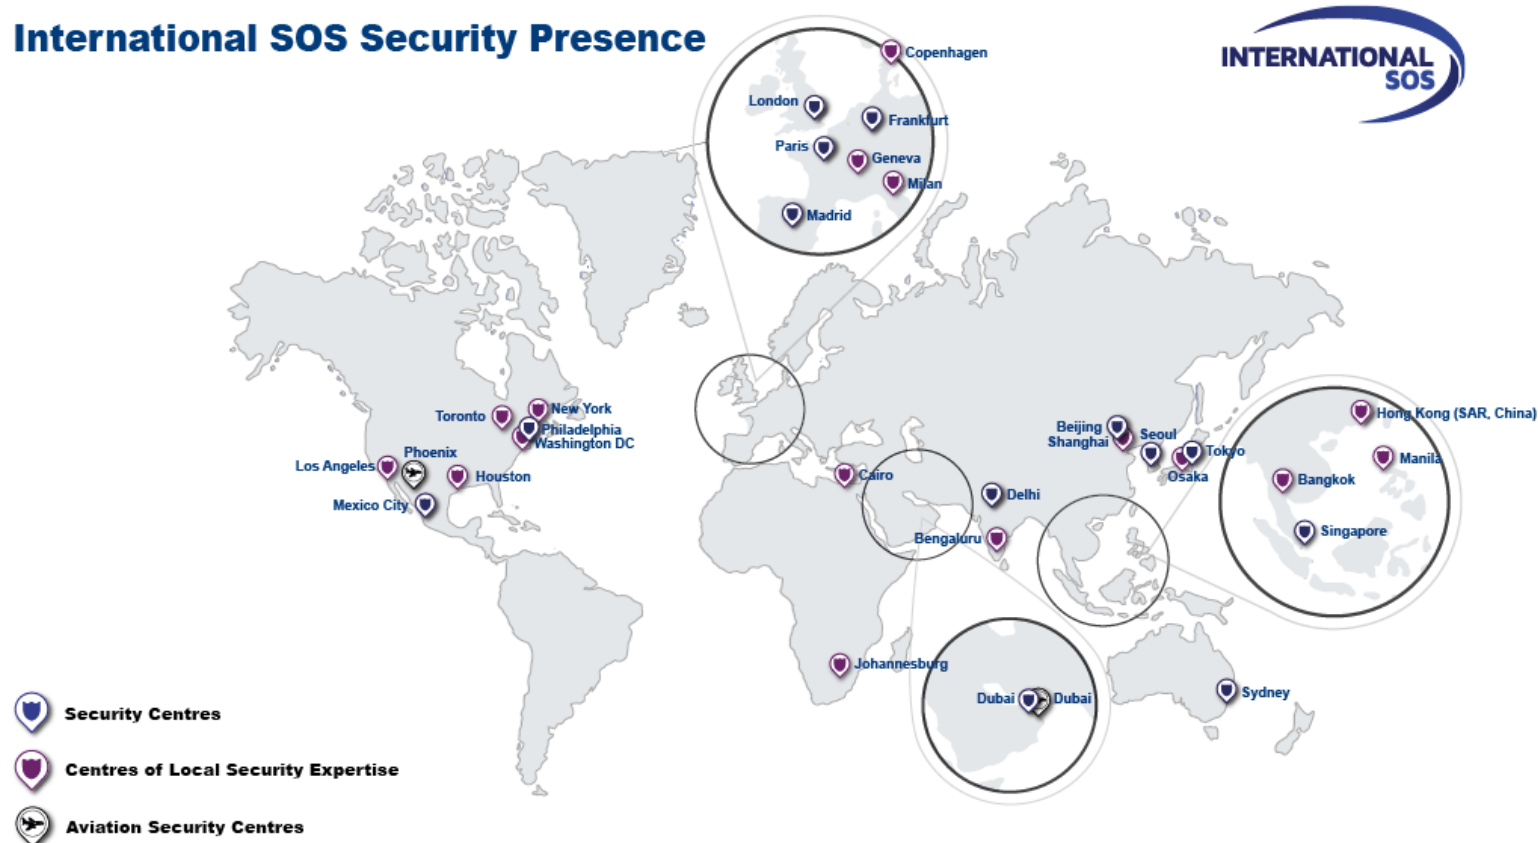 International SOS Security Presence
INTERNATIONAL
SOS
Copenhagen
London
Frankfurt
Paris
Geneva
Milan
Madrid
Toronto
New York
Philadelphia
Washington DC
Phoenix
Los Angeles
Houston
Mexico City
Cairo
Beijing
Shanghai
Seoul
Tokyo
Osaka
Delhi
Bengaluru
Hong Kong (SAR, China)
Manila
Bangkok
Singapore
Johannesburg
Dubai
Dubai
Sydney
Security Centres
Centres of Local Security Expertise
Aviation Security Centres